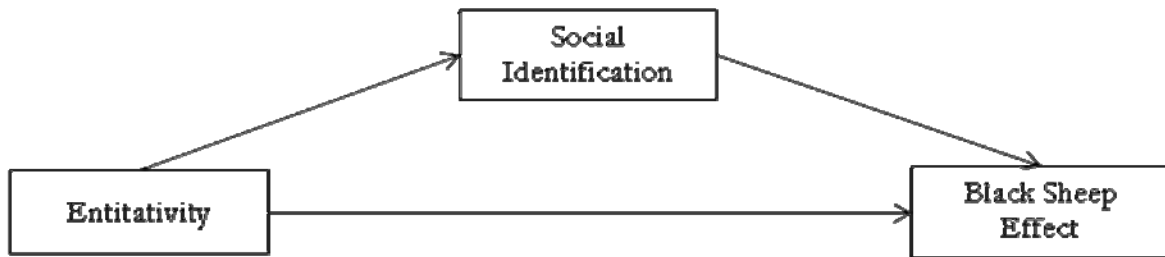 Social
Identification
Entitativity
Black Sheep
Effect